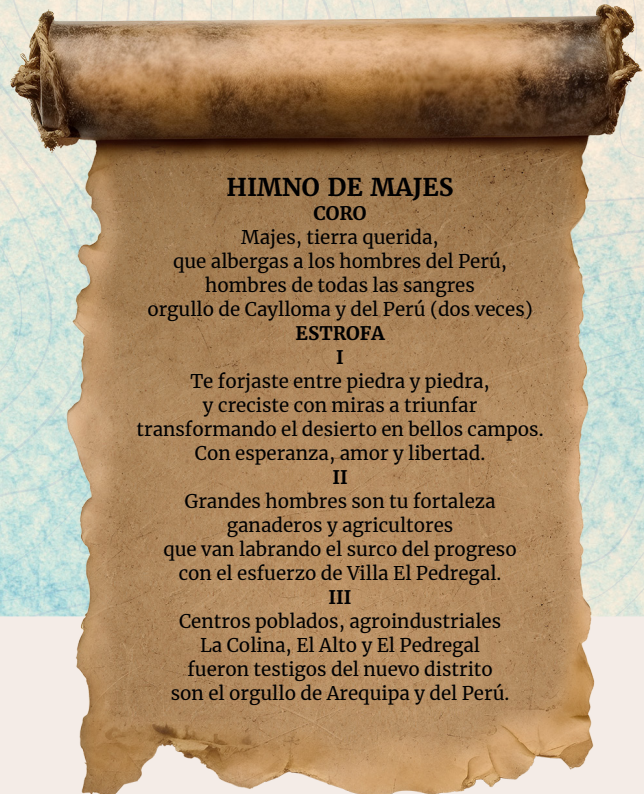 HIMNO DE MAJES
CORO
Majes, tierra querida,
que albergas a los hombres del Perú,
hombres de todas las sangres
orgullo de Caylloma y del Perú (dos veces)
ESTROFA
I
Te forjaste entre piedra y piedra,
y creciste con miras a triunfar
transformando el desierto en bellos campos.
Con esperanza, amor y libertad.
II
Grandes hombres son tu fortaleza
ganaderos y agricultores
que van labrando el surco del progreso
con el esfuerzo de Villa El Pedregal.
III
Centros poblados, agroindustriales
La Colina, El Alto y El Pedregal
fueron testigos del nuevo distrito
son el orgullo de Arequipa y del Perú.